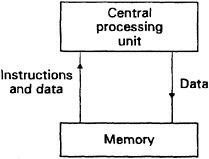 Central
processing
unit
Instructions
and data
Data
Memory